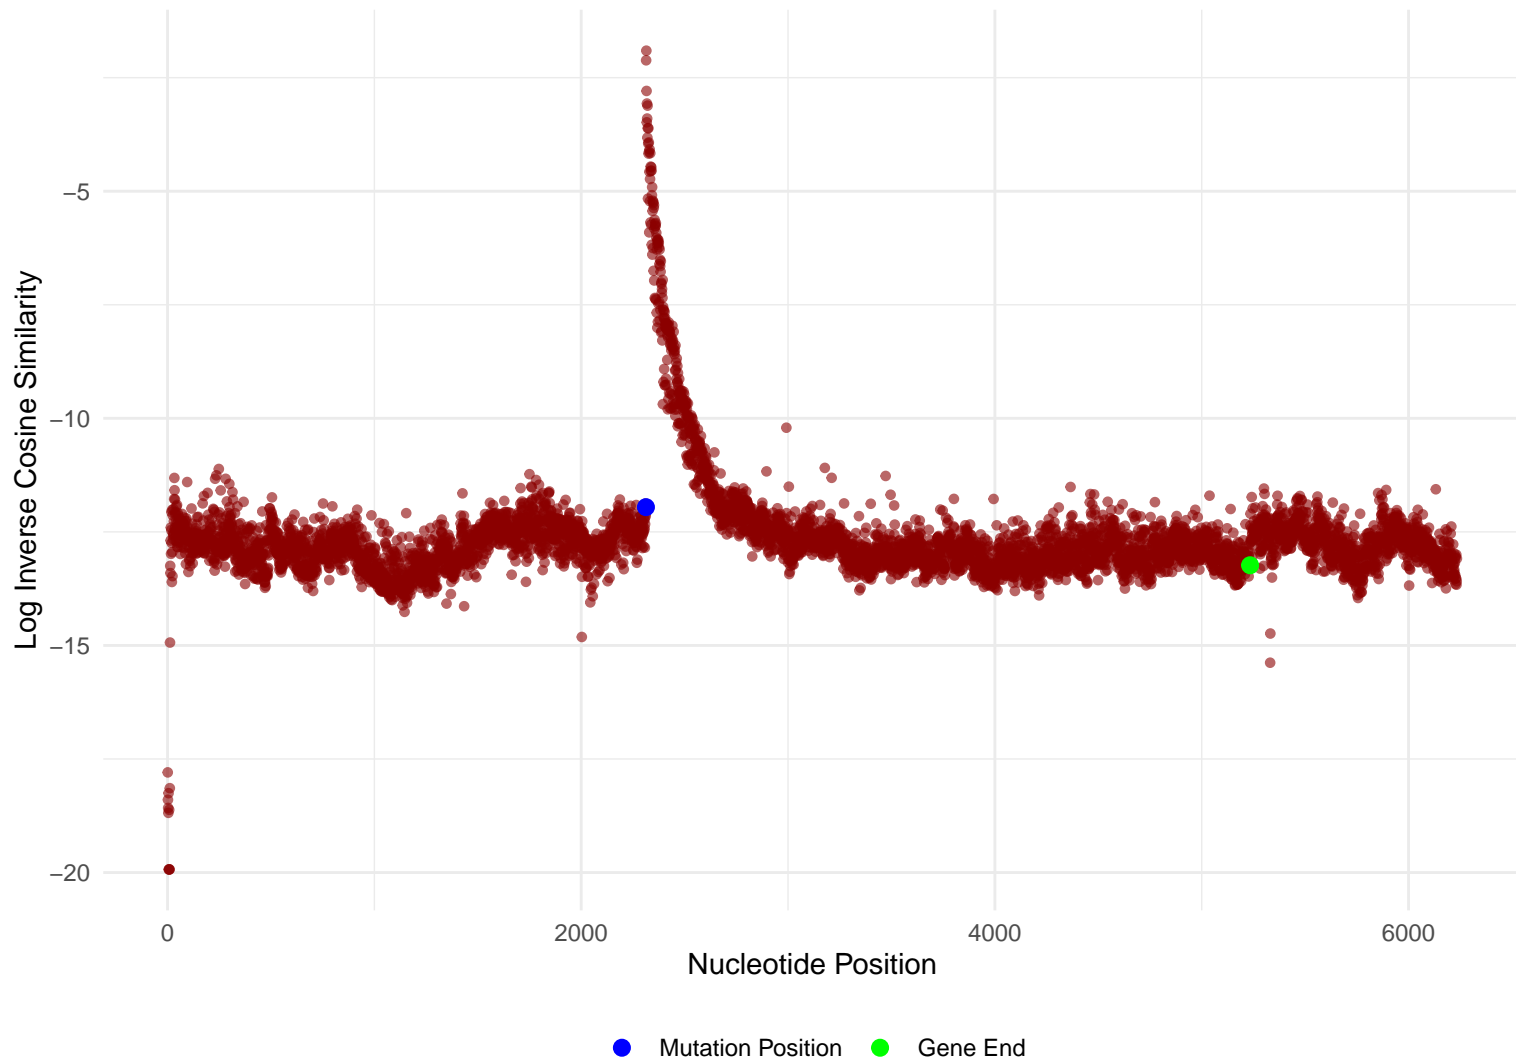 Log Inverse Cosine Similarity
−5
−10
−15
−20
0 2000 4000 6000
Nucleotide Position
Mutation Position Gene End